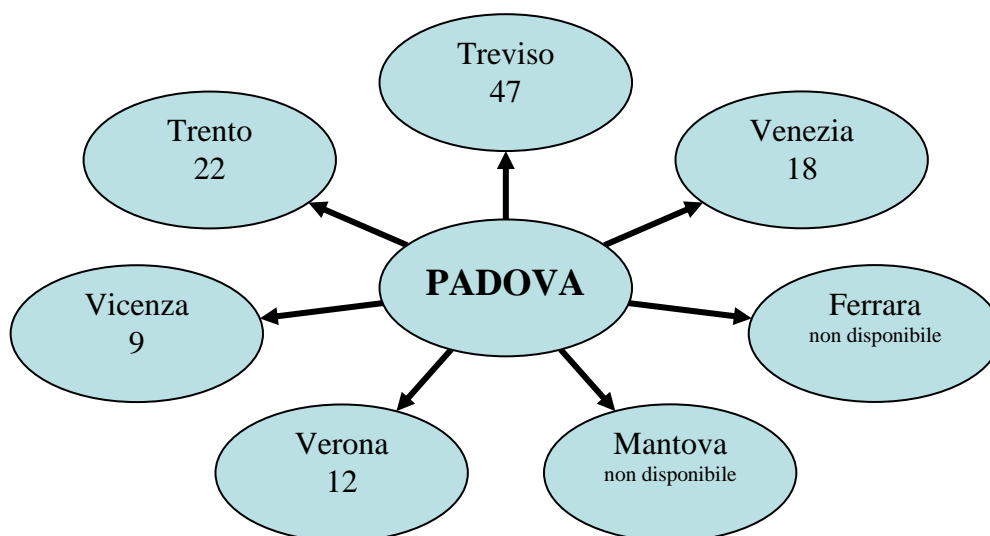 Treviso
47
Trento
22
Venezia
18
PADOVA
Vicenza
9
Ferrara
non disponibile
Verona
12
Mantova
non disponibile